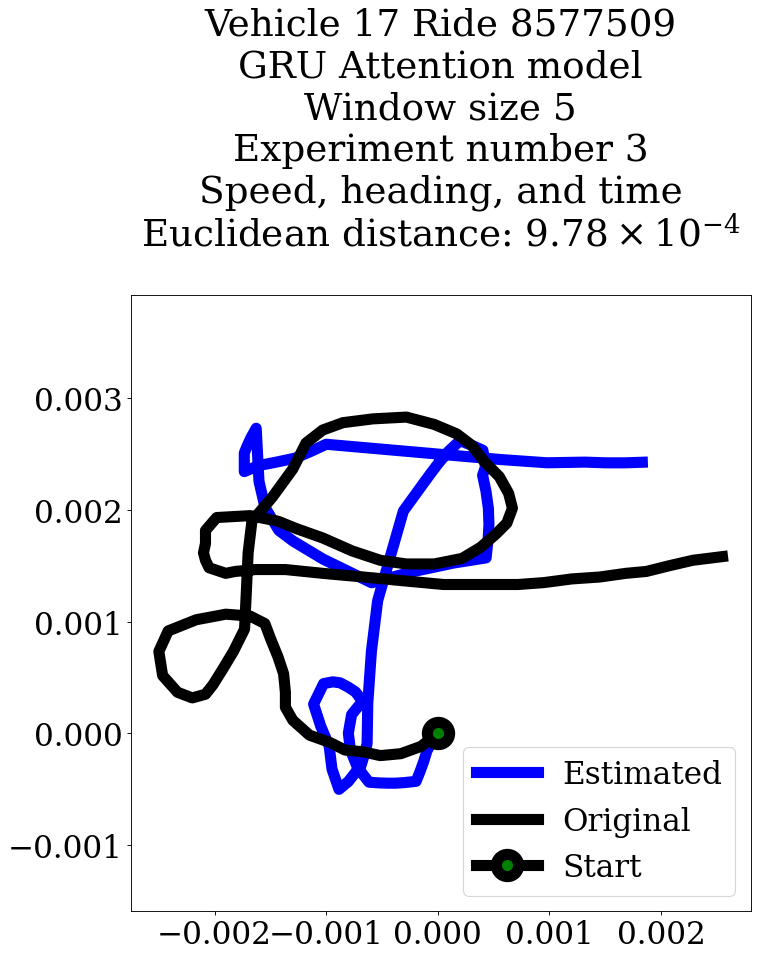 Vehicle 17 Ride 8577509
GRU Attention model
Window size 5
Experiment number 3
Speed, heading, and time
Euclidean distance: 9.78 × 10⁻⁴
0.003
0.002
0.001
0.000
−0.001
Estimated
Original
Start
−0.002 −0.001 0.000 0.001 0.002